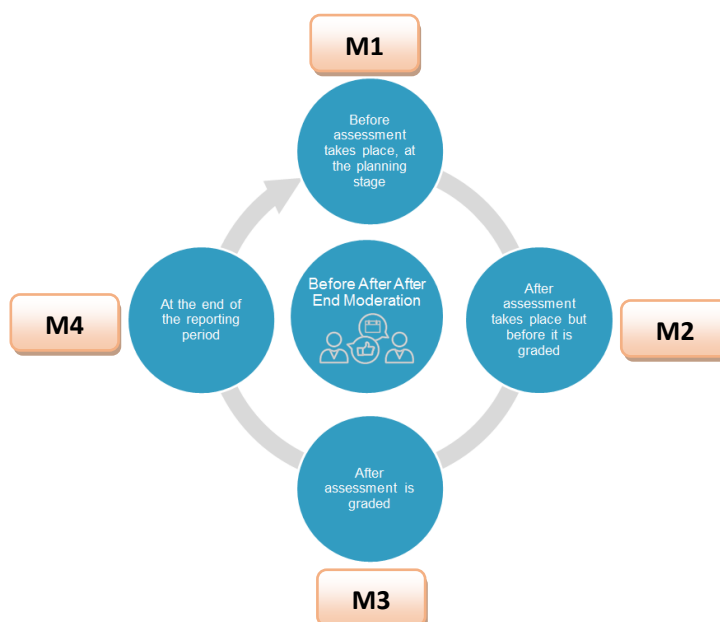 M1
Before
assessment
takes place, at
the planning
stage
Before After After
End Moderation
At the end of
the reporting
period
M4
After
assessment
takes place but
before it is
graded
M2
After
assessment is
graded
M3